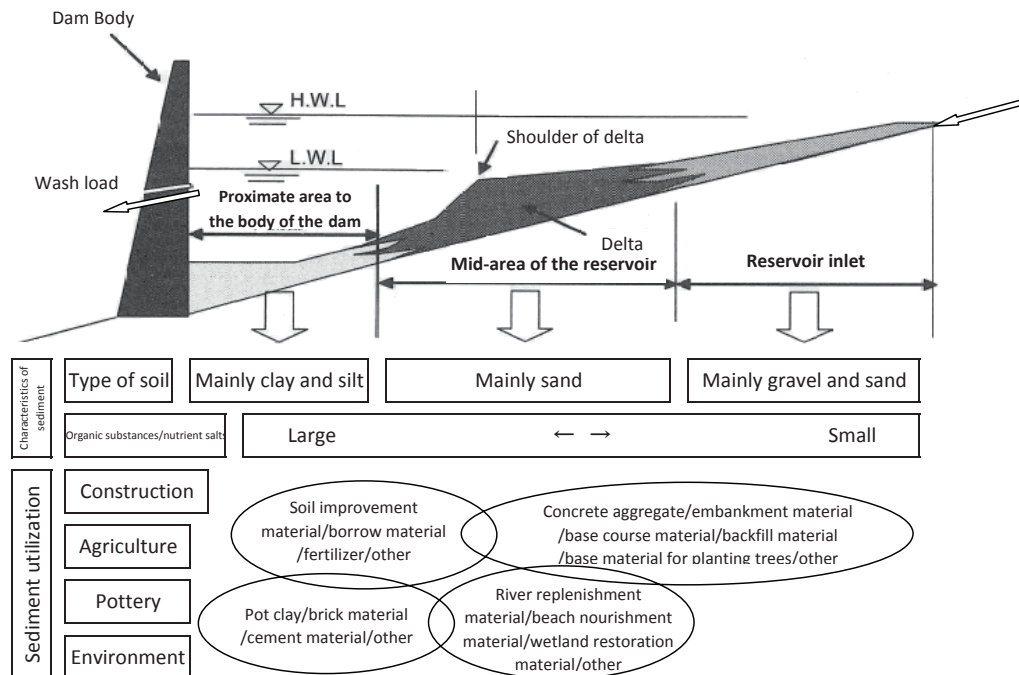 Dam Body
H.W.L
Shoulder of delta
L.W.L
Wash load
Proximate area to
the body of the dam
Delta
Mid-area of the reservoir
Reservoir inlet
Characteristics of
sediment
Type of soil
Mainly clay and silt
Mainly sand
Mainly gravel and sand
Organic substances/nutrient salts
Large
← →
Small
Sediment utilization
Construction
Agriculture
Pottery
Environment
Soil improvement
material/borrow material
/fertilizer/other
Concrete aggregate/embankment material
/base course material/backfill material
/base material for planting trees/other
Pot clay/brick material
/cement material/other
River replenishment
material/beach nourishment
material/wetland restoration
material/other